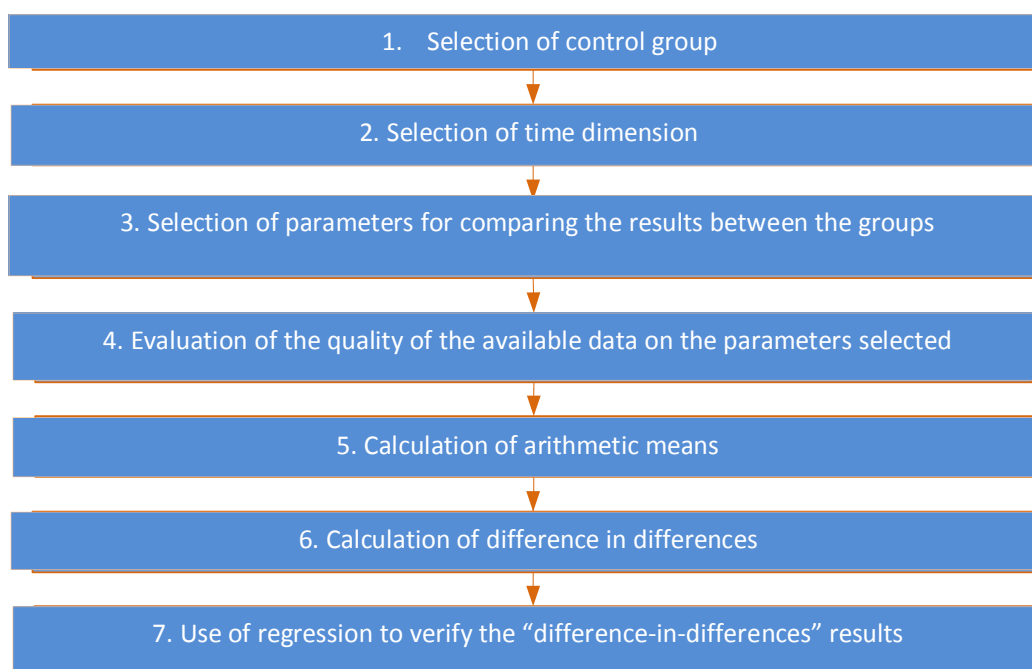 1. Selection of control group
2. Selection of time dimension
3. Selection of parameters for comparing the results between the groups
4. Evaluation of the quality of the available data on the parameters selected
5. Calculation of arithmetic means
6. Calculation of difference in differences
7. Use of regression to verify the “difference-in-differences” results